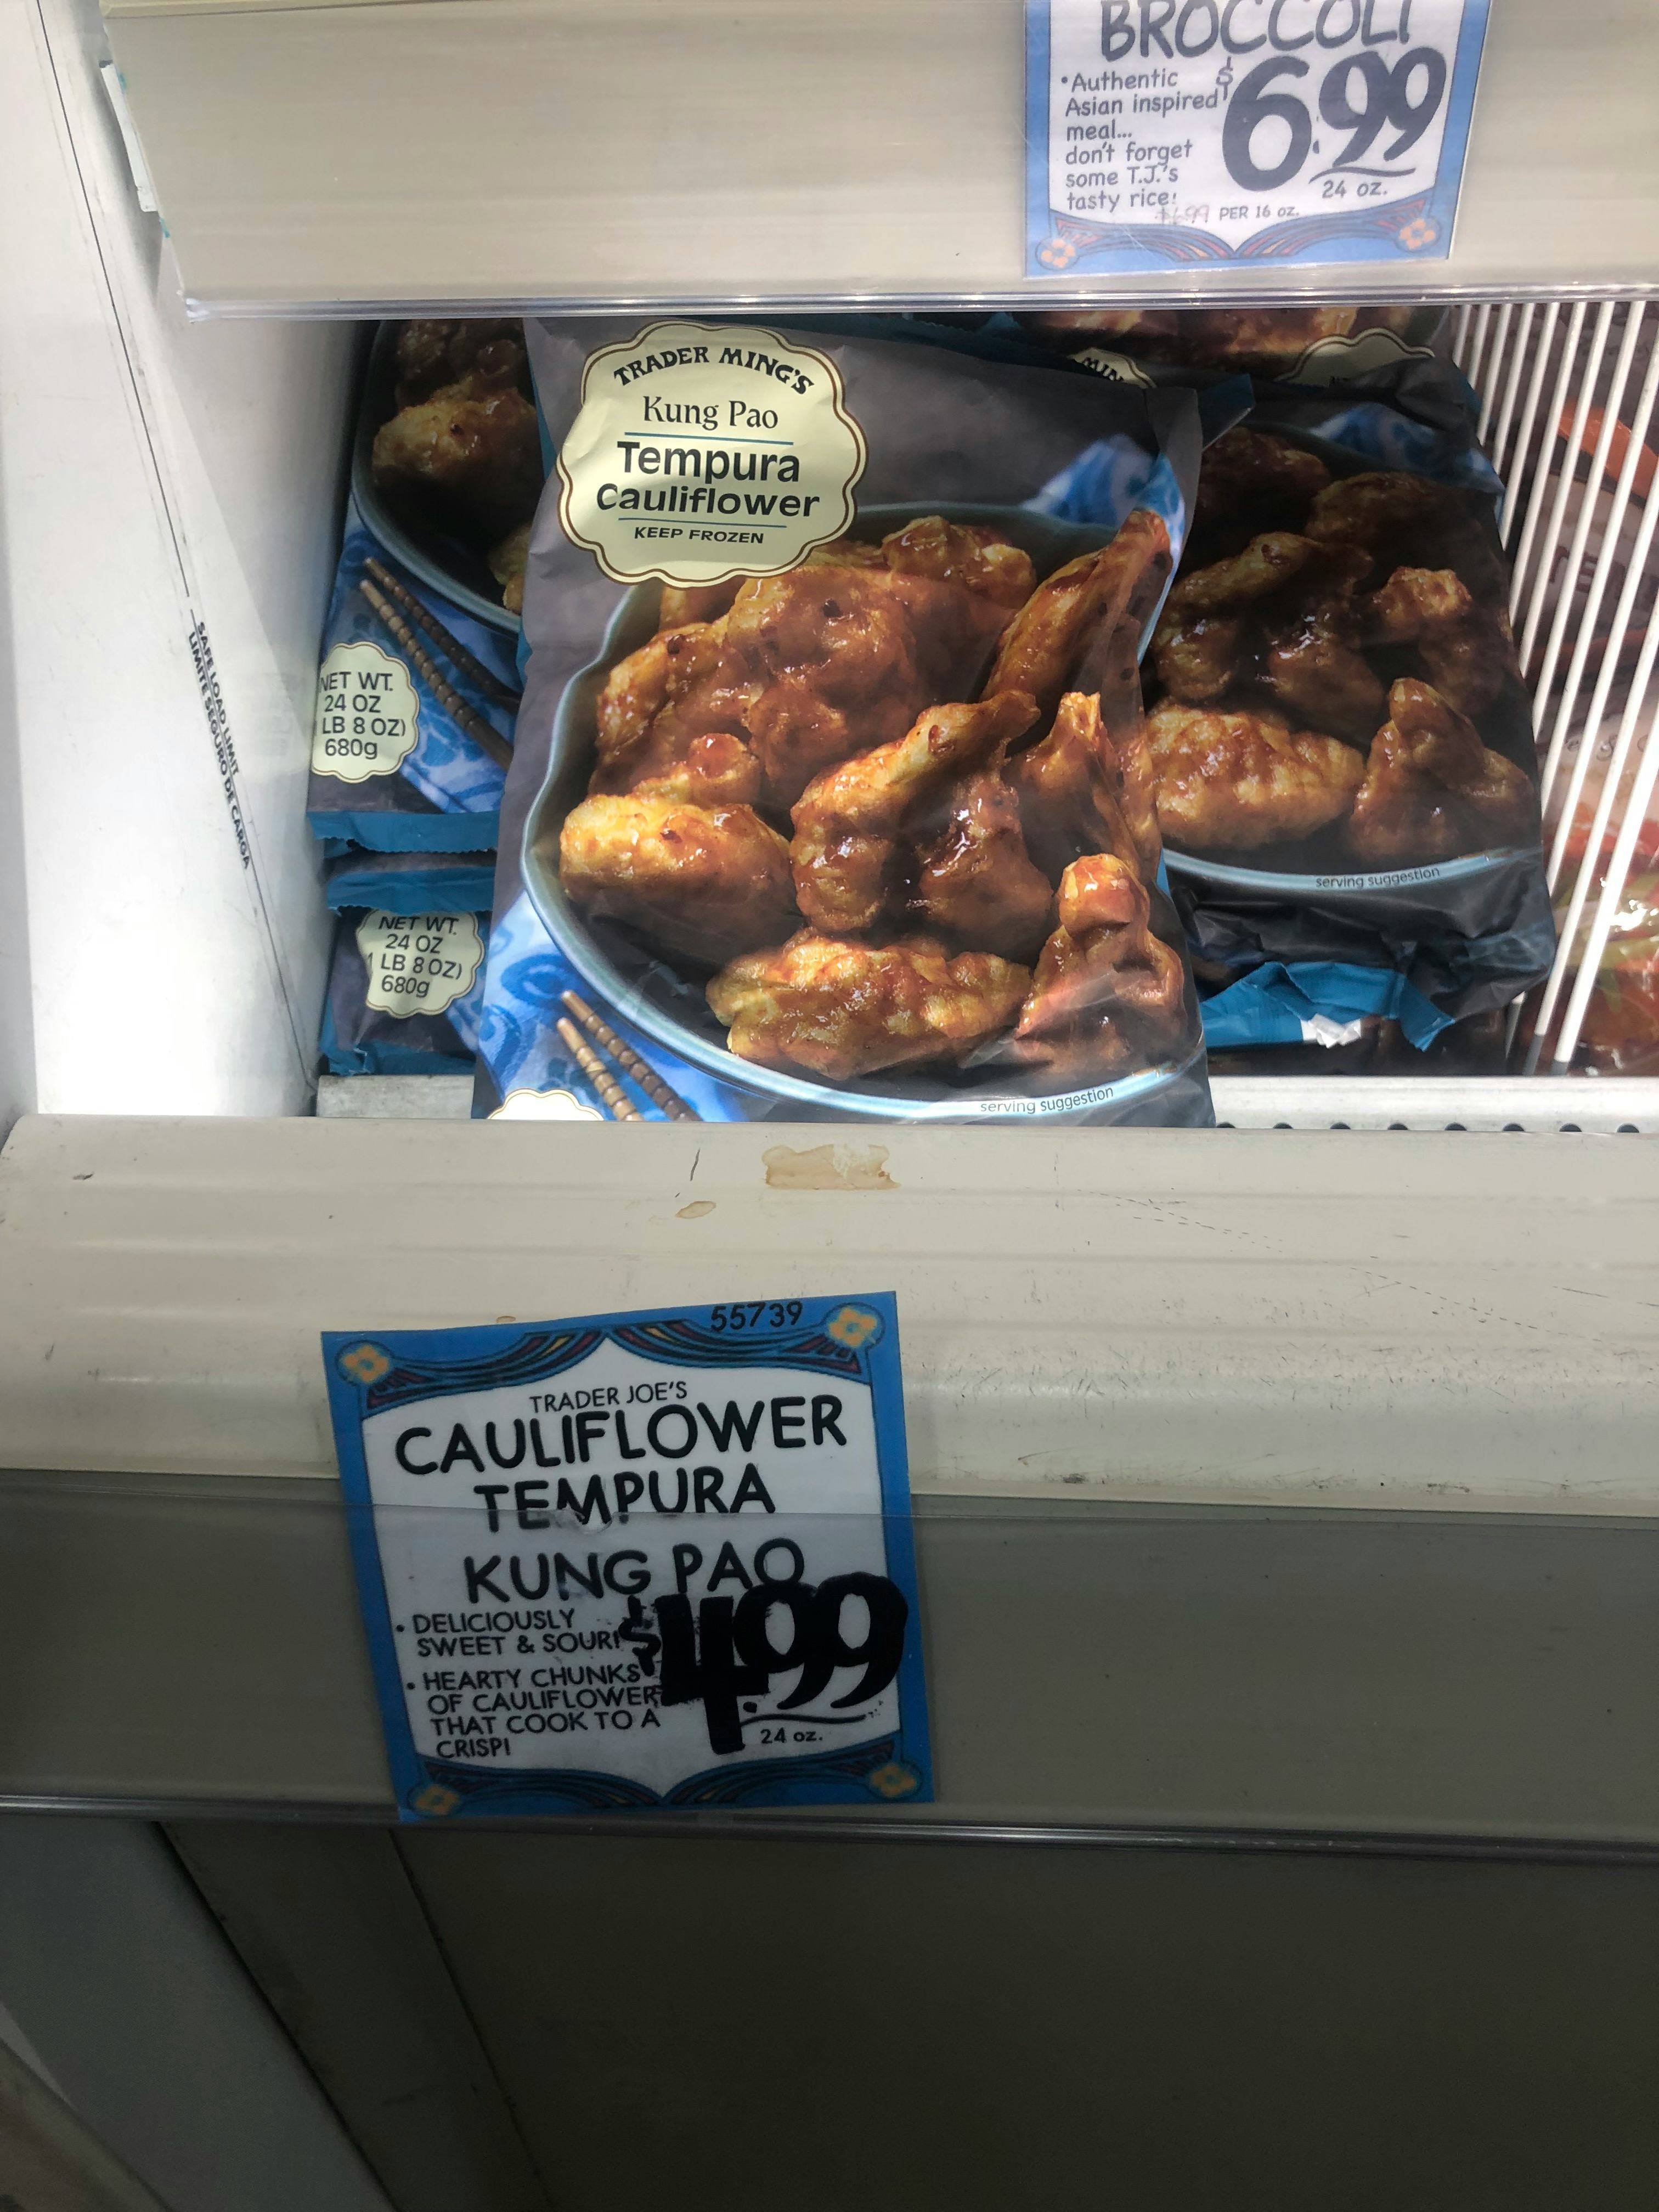 BROCCOLI
•Authentic
Asian inspired
meal...
don't forget
some T.J.'s
tasty rice!
$6.99
24 oz.
$6.99 PER 16 oz.
TRADER MING'S
Kung Pao
Tempura
Cauliflower
KEEP FROZEN
MIN
NET WT.
24 OZ
LB 8 OZ)
680g
NET WT.
24 OZ
1 LB 8 OZ)
680g
SAFE LOAD LIMIT
LIMITE SEGURO DE CARGA
serving suggestion
serving suggestion
55739
TRADER JOE'S
CAULIFLOWER
TEMPURA
KUNG PAO
• DELICIOUSLY
SWEET & SOUR!
• HEARTY CHUNKS
OF CAULIFLOWER
THAT COOK TO A
CRISP!
$4.99
24 oz.